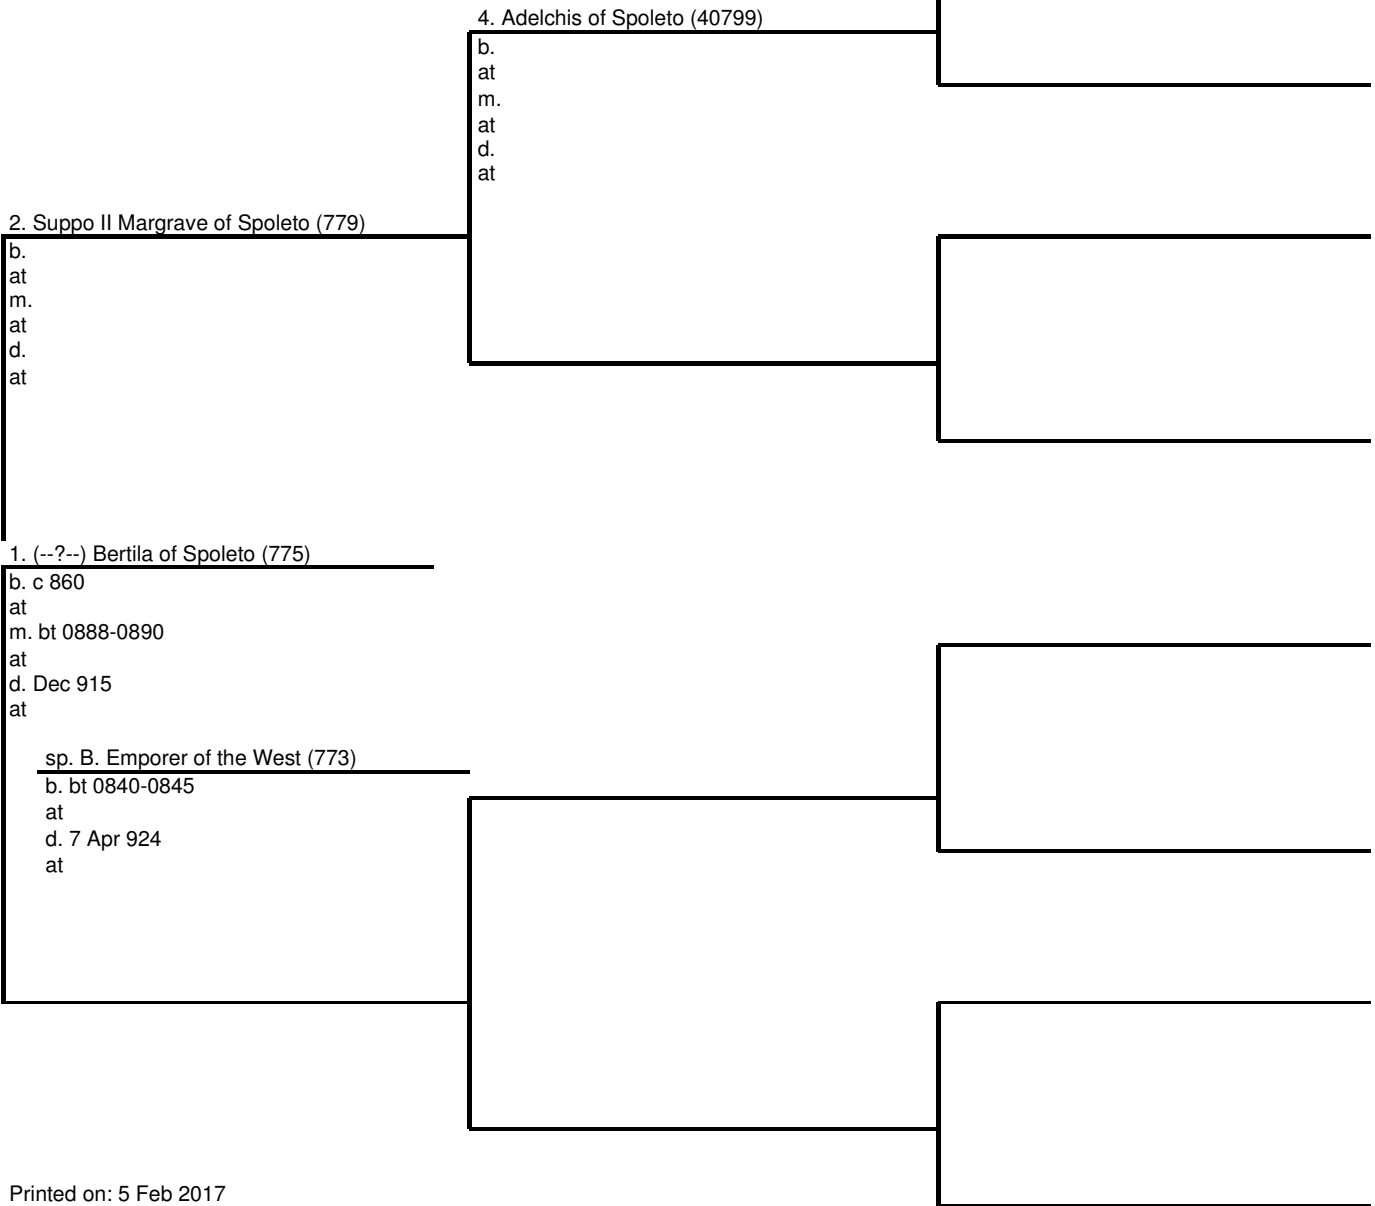 4. Adelchis of Spoleto (40799)
b.
at
m.
at
d.
at
2. Suppo II Margrave of Spoleto (779)
b.
at
m.
at
d.
at
1. (--?--) Bertila of Spoleto (775)
b. c 860
at
m. bt 0888-0890
at
d. Dec 915
at
sp. B. Emporer of the West (773)
b. bt 0840-0845
at
d. 7 Apr 924
at
Printed on: 5 Feb 2017